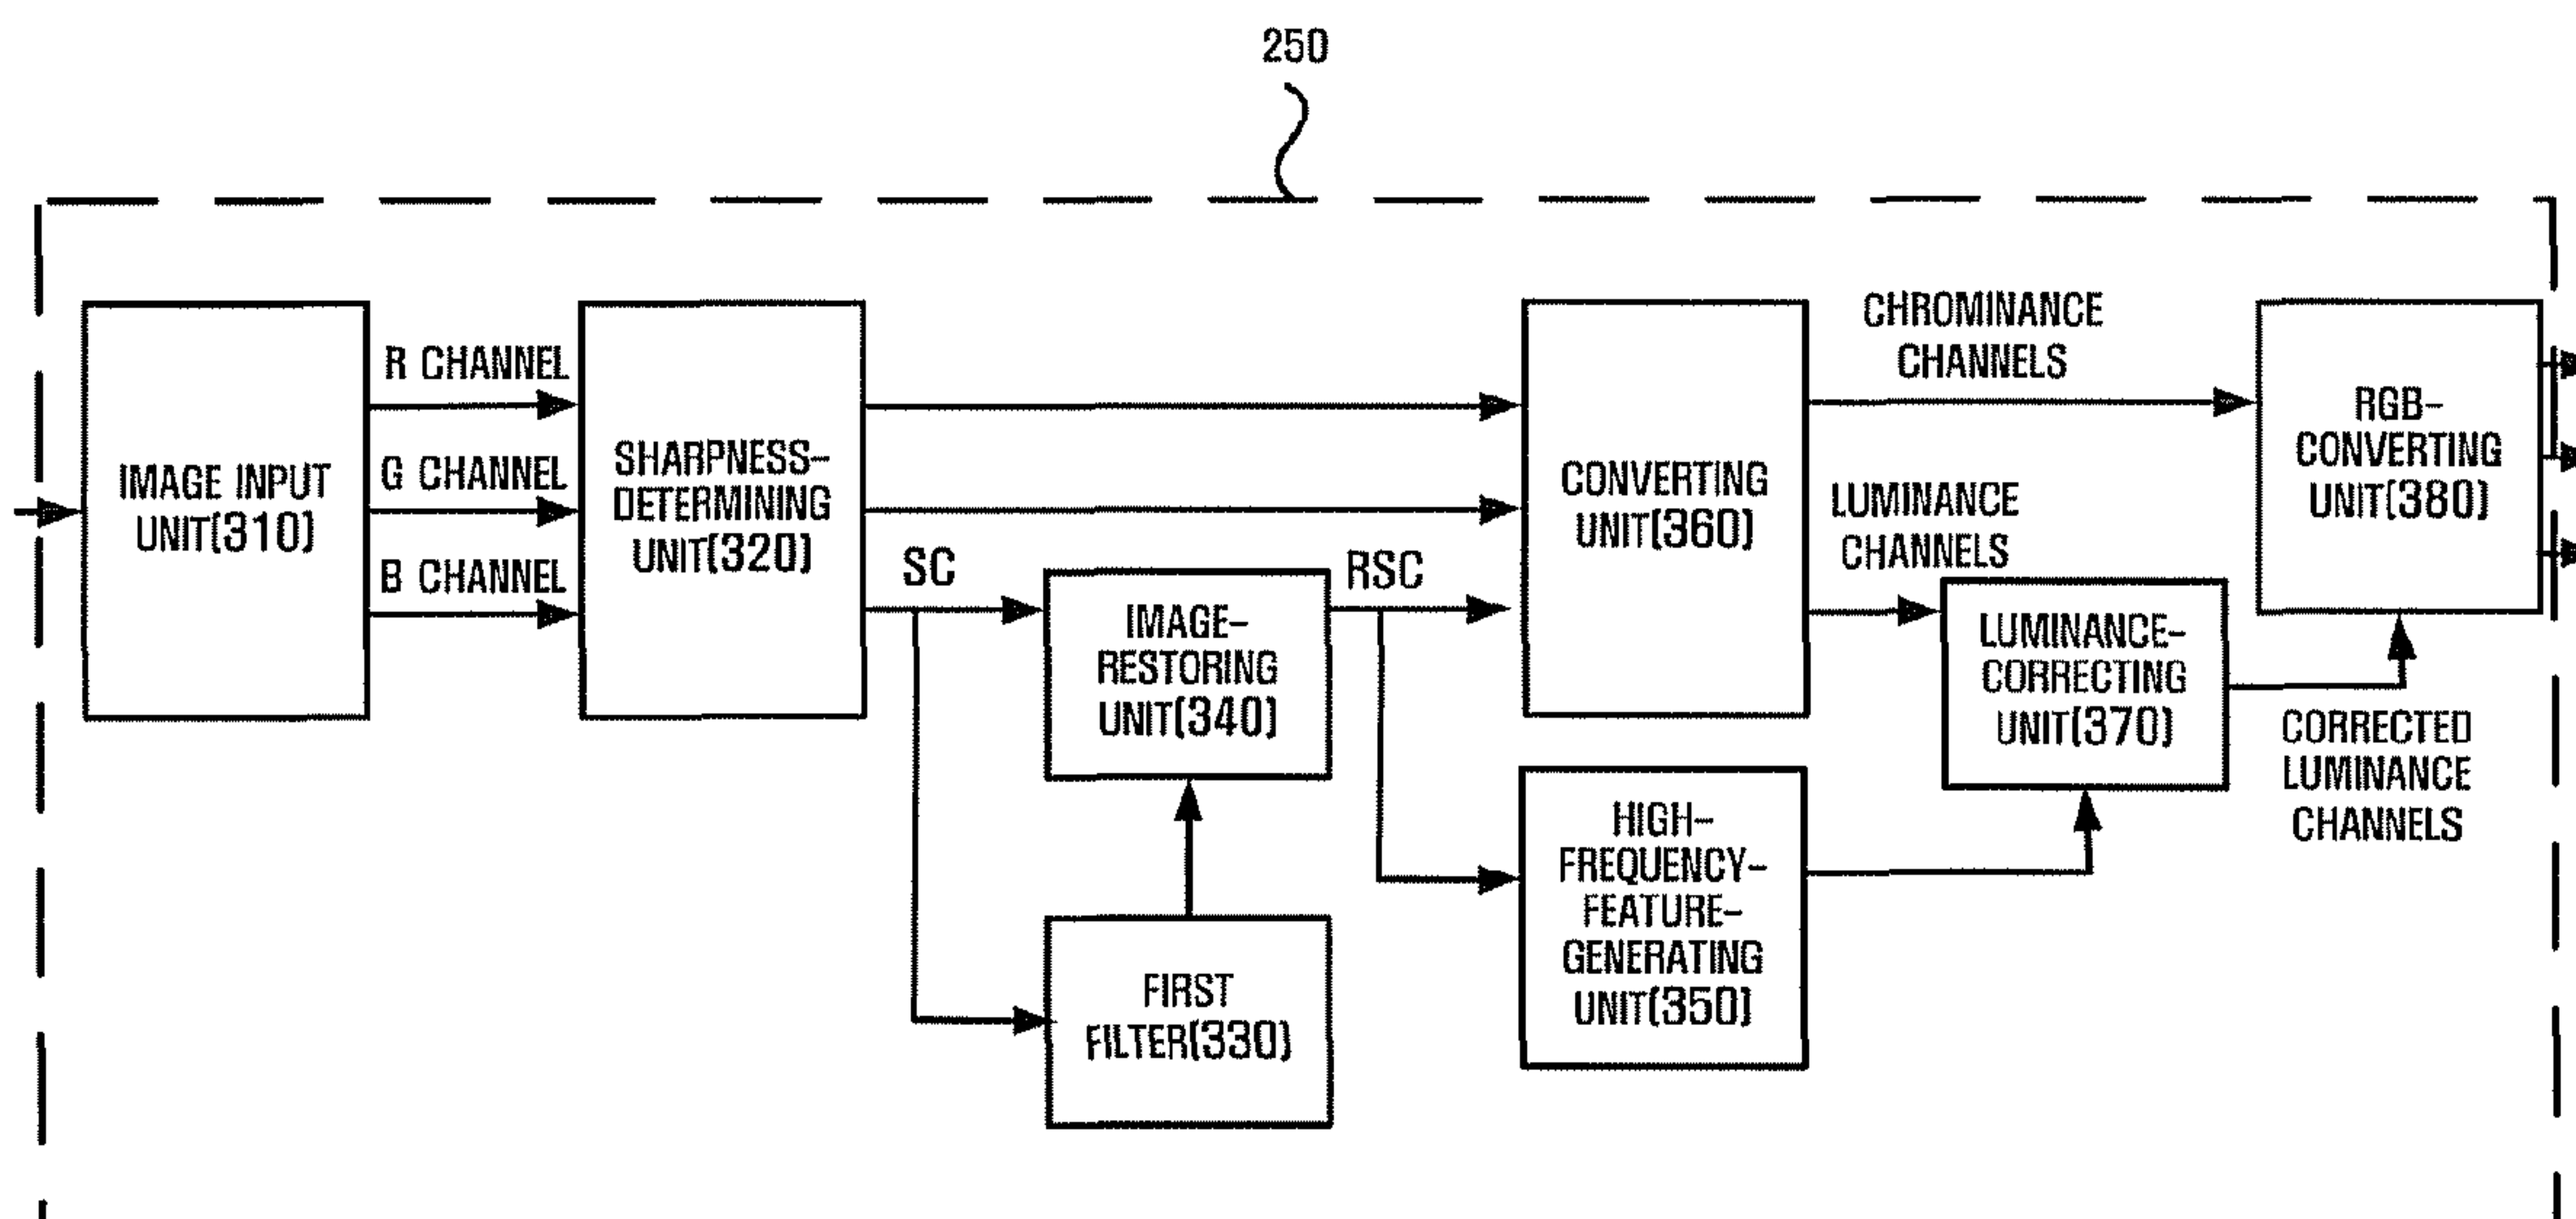 250
IMAGE INPUT
UNIT(310)
R CHANNEL
G CHANNEL
B CHANNEL
SHARPNESS-
DETERMINING
UNIT(320)
SC
IMAGE-
RESTORING
UNIT(340)
FIRST
FILTER(330)
RSC
CONVERTING
UNIT(360)
HIGH-
FREQUENCY-
FEATURE-
GENERATING
UNIT(350)
CHROMINANCE
CHANNELS
LUMINANCE
CHANNELS
LUMINANCE-
CORRECTING
UNIT(370)
RGB-
CONVERTING
UNIT(380)
CORRECTED
LUMINANCE
CHANNELS